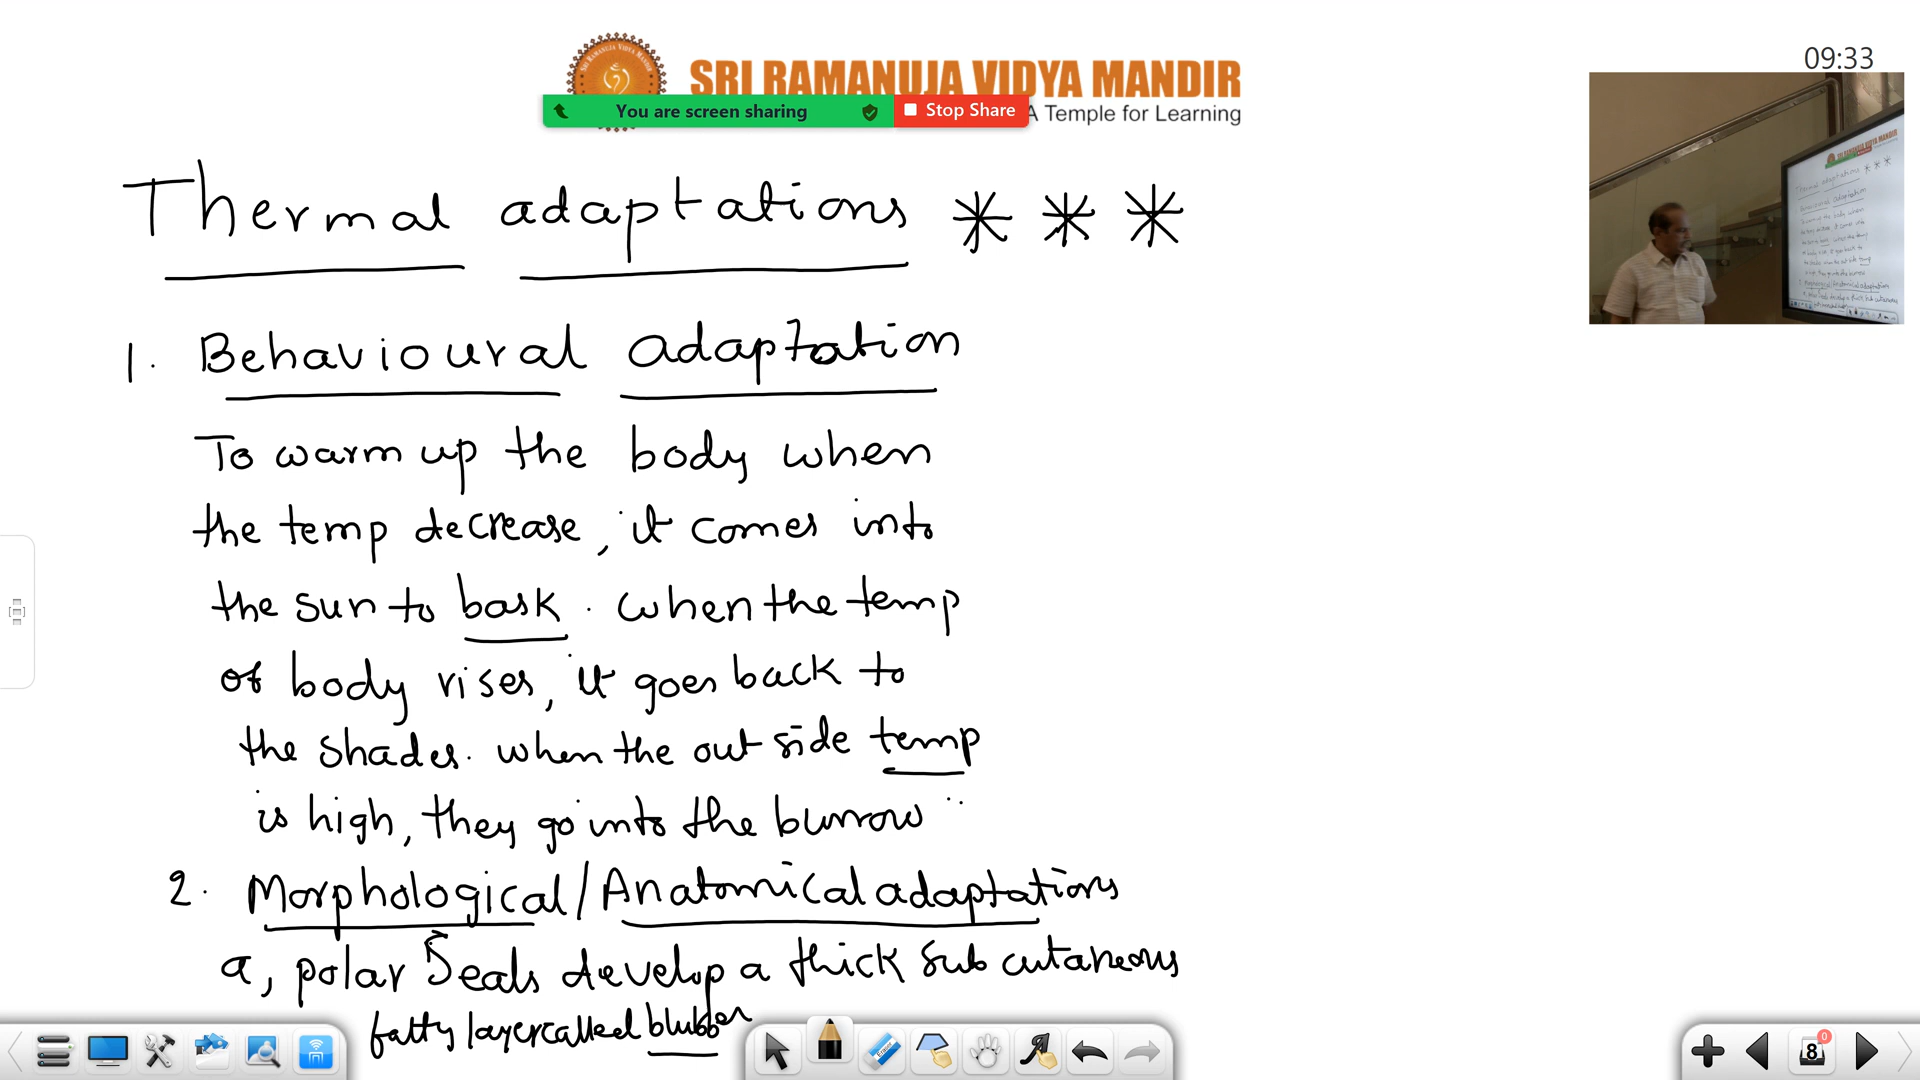 SRI RAMANUJA VIDYA MANDIR
A Temple for Learning
You are screen sharing
Stop Share
09:33
Thermal adaptations ✳ ✳ ✳
1. Behavioural adaptation
To warm up the body when
the temp decrease, it comes into
the sun to bask. when the temp
of body rises, it goes back to
the shades. when the out side temp
is high, they go into the burrow
2. Morphological/Anatomical adaptations
a, polar Seals develop a thick sub cutaneous
fatty layer called blubber
Eraser
8
0